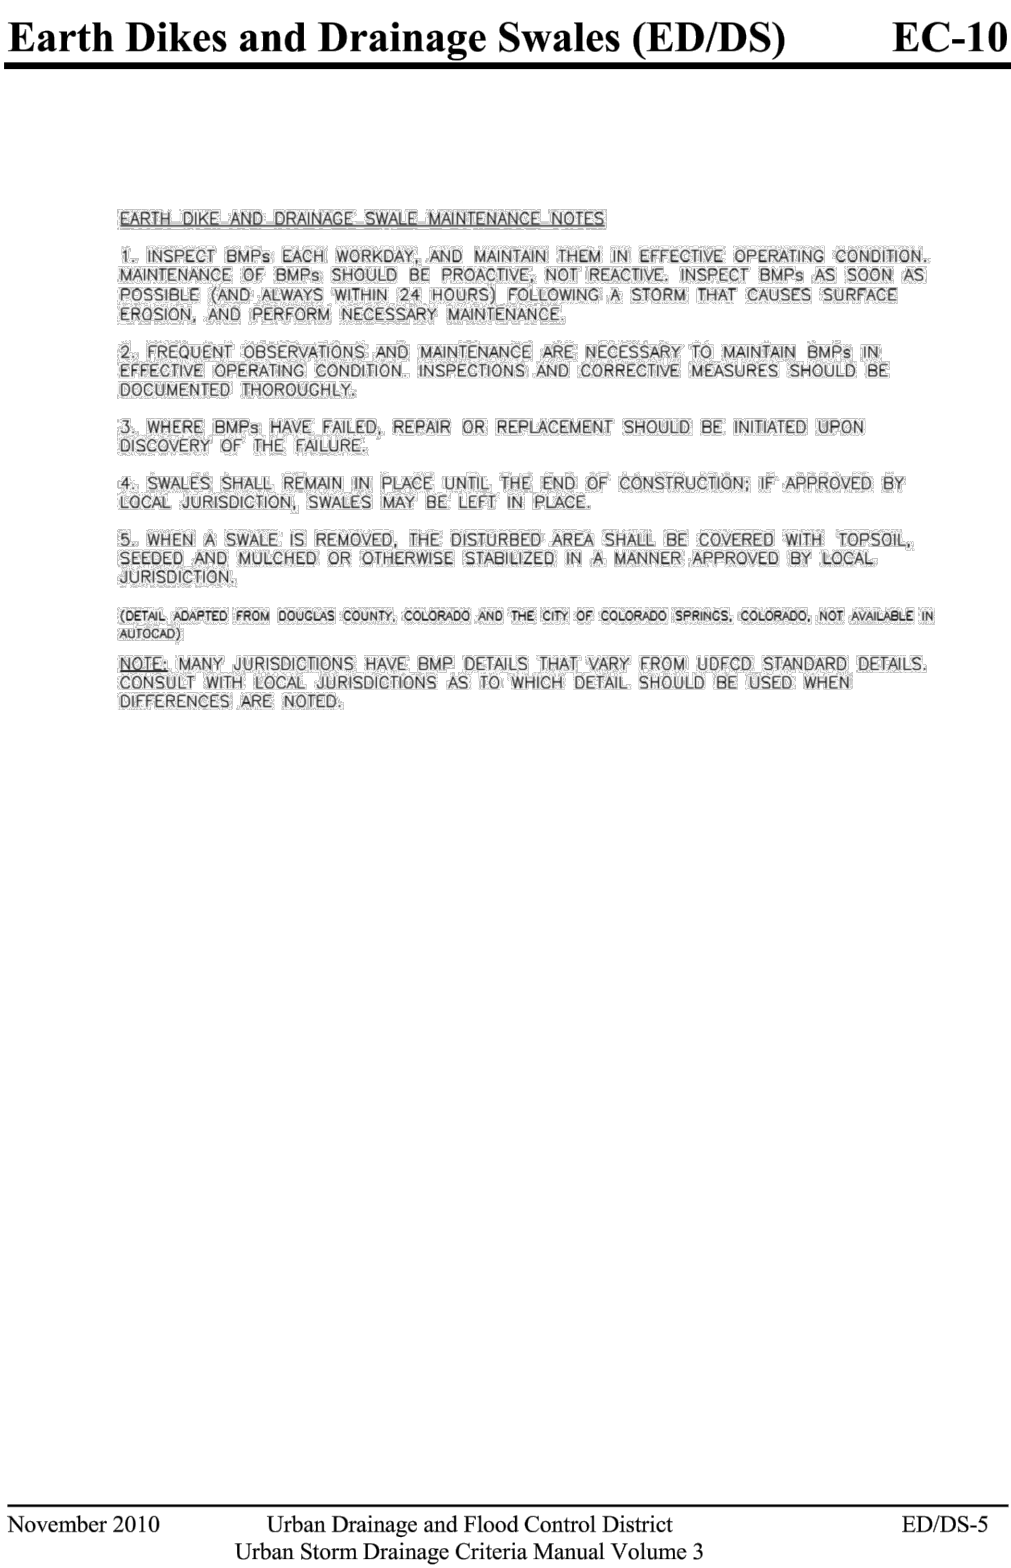 Earth Dikes and Drainage Swales (ED/DS) EC-10
EARTH DIKE AND DRAINAGE SWALE MAINTENANCE NOTES
1. INSPECT BMPs EACH WORKDAY, AND MAINTAIN THEM IN EFFECTIVE OPERATING CONDITION.
MAINTENANCE OF BMPs SHOULD BE PROACTIVE, NOT REACTIVE. INSPECT BMPs AS SOON AS
POSSIBLE (AND ALWAYS WITHIN 24 HOURS) FOLLOWING A STORM THAT CAUSES SURFACE
EROSION, AND PERFORM NECESSARY MAINTENANCE.
2. FREQUENT OBSERVATIONS AND MAINTENANCE ARE NECESSARY TO MAINTAIN BMPs IN
EFFECTIVE OPERATING CONDITION. INSPECTIONS AND CORRECTIVE MEASURES SHOULD BE
DOCUMENTED THOROUGHLY.
3. WHERE BMPs HAVE FAILED, REPAIR OR REPLACEMENT SHOULD BE INITIATED UPON
DISCOVERY OF THE FAILURE.
4. SWALES SHALL REMAIN IN PLACE UNTIL THE END OF CONSTRUCTION; IF APPROVED BY
LOCAL JURISDICTION, SWALES MAY BE LEFT IN PLACE.
5. WHEN A SWALE IS REMOVED, THE DISTURBED AREA SHALL BE COVERED WITH TOPSOIL,
SEEDED AND MULCHED OR OTHERWISE STABILIZED IN A MANNER APPROVED BY LOCAL
JURISDICTION.
(DETAIL ADAPTED FROM DOUGLAS COUNTY, COLORADO AND THE CITY OF COLORADO SPRINGS, COLORADO, NOT AVAILABLE IN
AUTOCAD)
NOTE: MANY JURISDICTIONS HAVE BMP DETAILS THAT VARY FROM UDFCD STANDARD DETAILS.
CONSULT WITH LOCAL JURISDICTIONS AS TO WHICH DETAIL SHOULD BE USED WHEN
DIFFERENCES ARE NOTED.
November 2010 Urban Drainage and Flood Control District ED/DS-5
Urban Storm Drainage Criteria Manual Volume 3